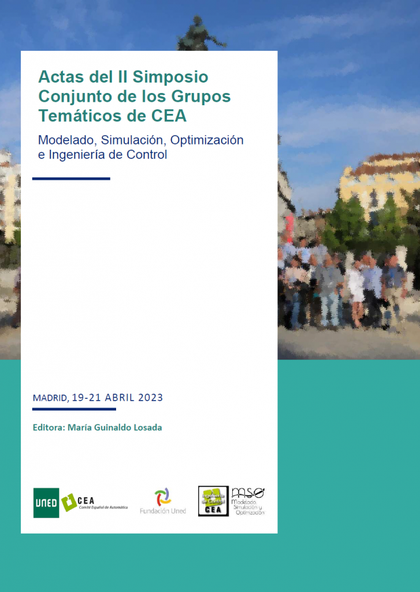 Actas del II Simposio
Conjunto de los Grupos
Temáticos de CEA
Modelado, Simulación, Optimización
e Ingeniería de Control
MADRID, 19-21 ABRIL 2023
Editora: María Guinaldo Losada
UNED
CEA
Comité Español de Automática
Fundación Uned
CEA
mso
Modelado
Simulación y
Optimización